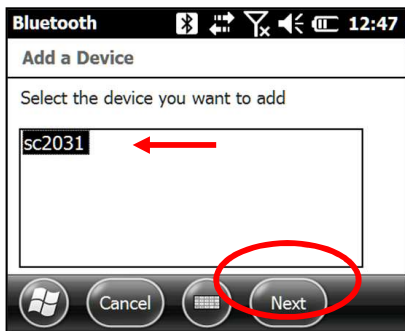 Bluetooth 12:47
Add a Device
Select the device you want to add
sc2031
Cancel Next